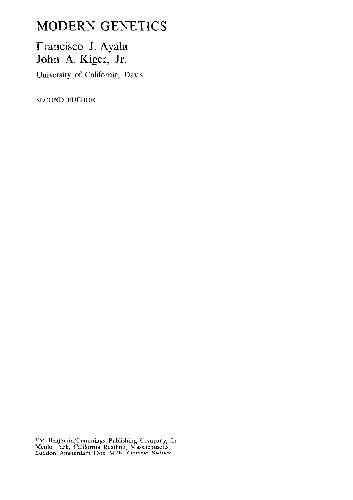 MODERN GENETICS
Francisco J. Ayala
John A. Kiger, Jr.
University of California, Davis
SECOND EDITION
The Benjamin/Cummings Publishing Company, In
Menlo Park, California Reading, Massachusetts
London Amsterdam Don Mills, Ontario Sydney